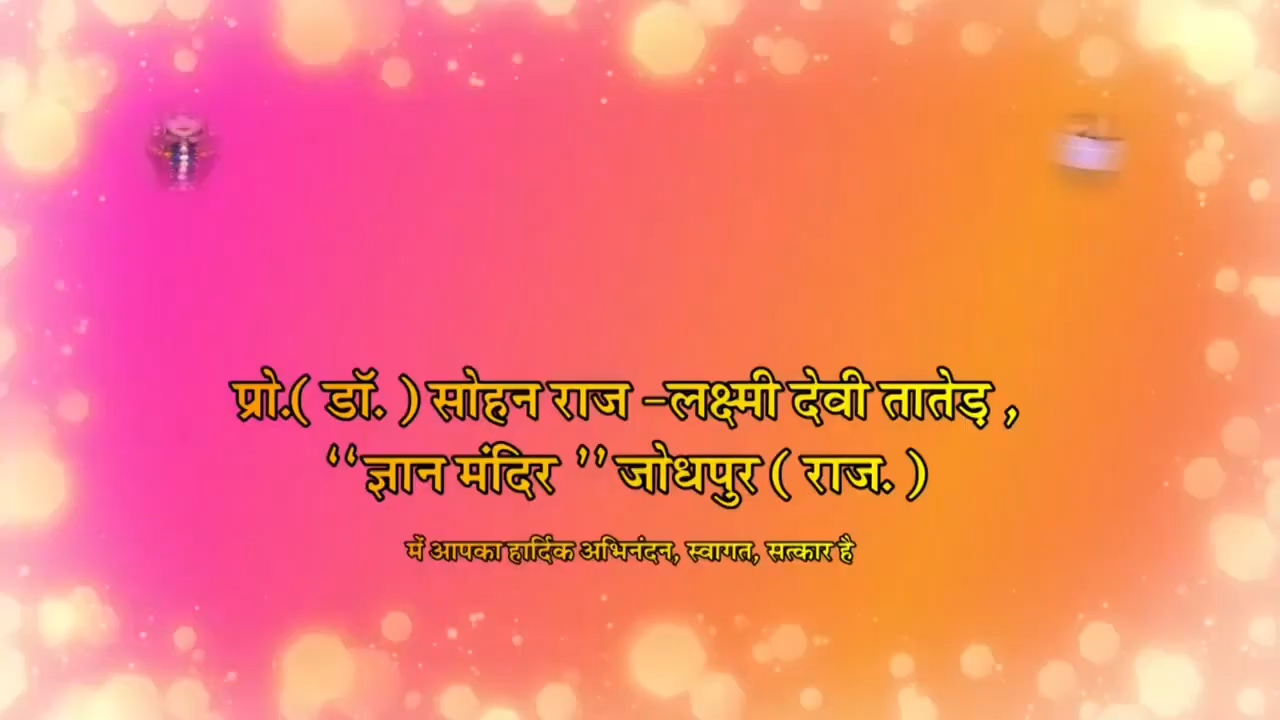 प्रो.( डॉ. ) सोहन राज -लक्ष्मी देवी तातेड़ ,
‘‘ ज्ञान मंदिर ’’ जोधपुर ( राज. )
में आपका हार्दिक अभिनंदन, स्वागत, सत्कार है